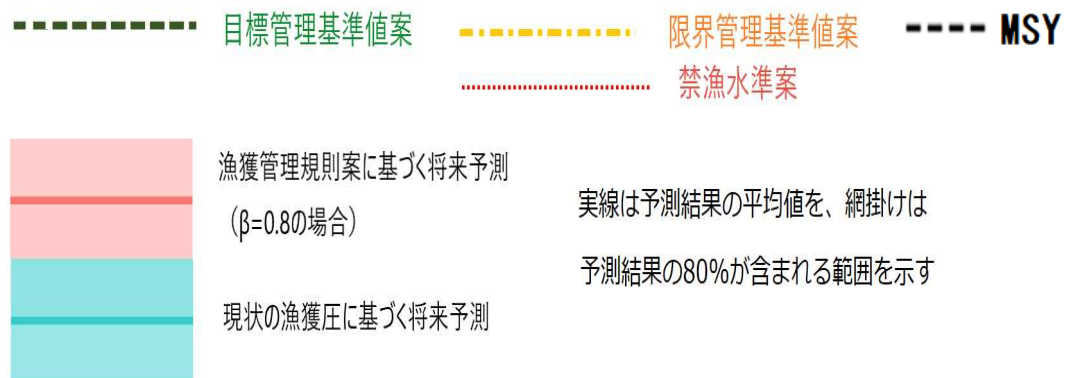 目標管理基準値案
限界管理基準値案
MSY
禁漁水準案
漁獲管理規則案に基づく将来予測
（β=0.8の場合）
現状の漁獲圧に基づく将来予測
実線は予測結果の平均値を、網掛けは
予測結果の80%が含まれる範囲を示す